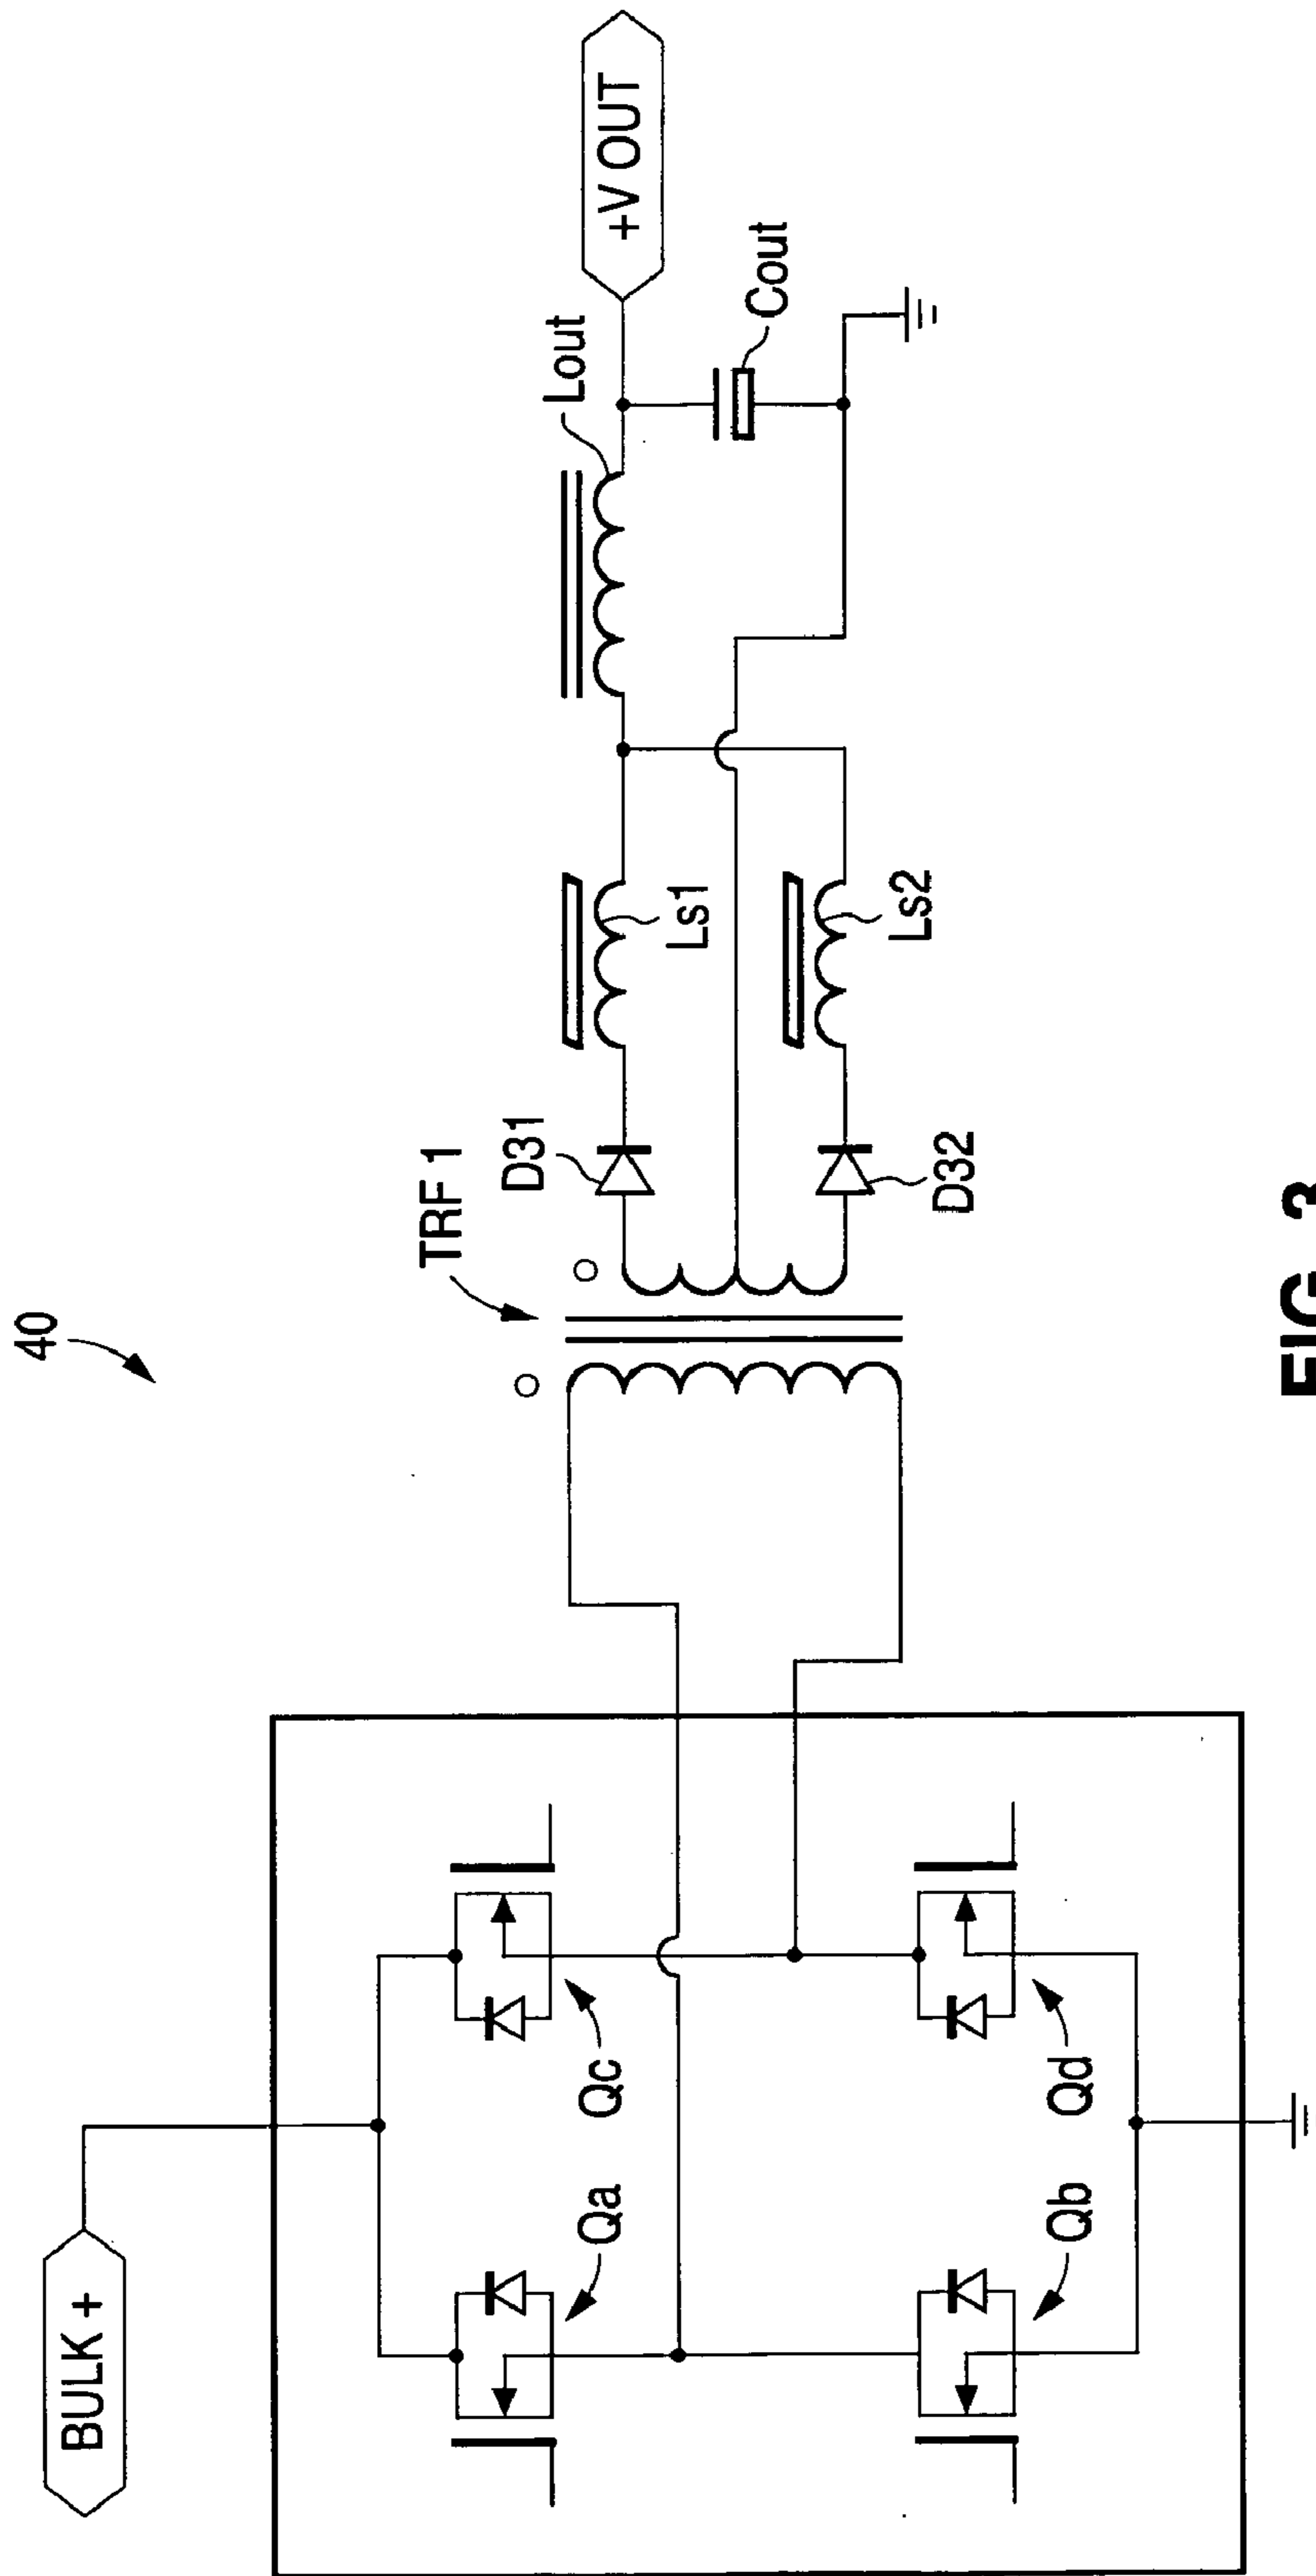 40
BULK +
Qa
Qc
Qb
Qd
TRF 1
D31
D32
Ls1
Ls2
Lout
Cout
+V OUT
FIG. 3